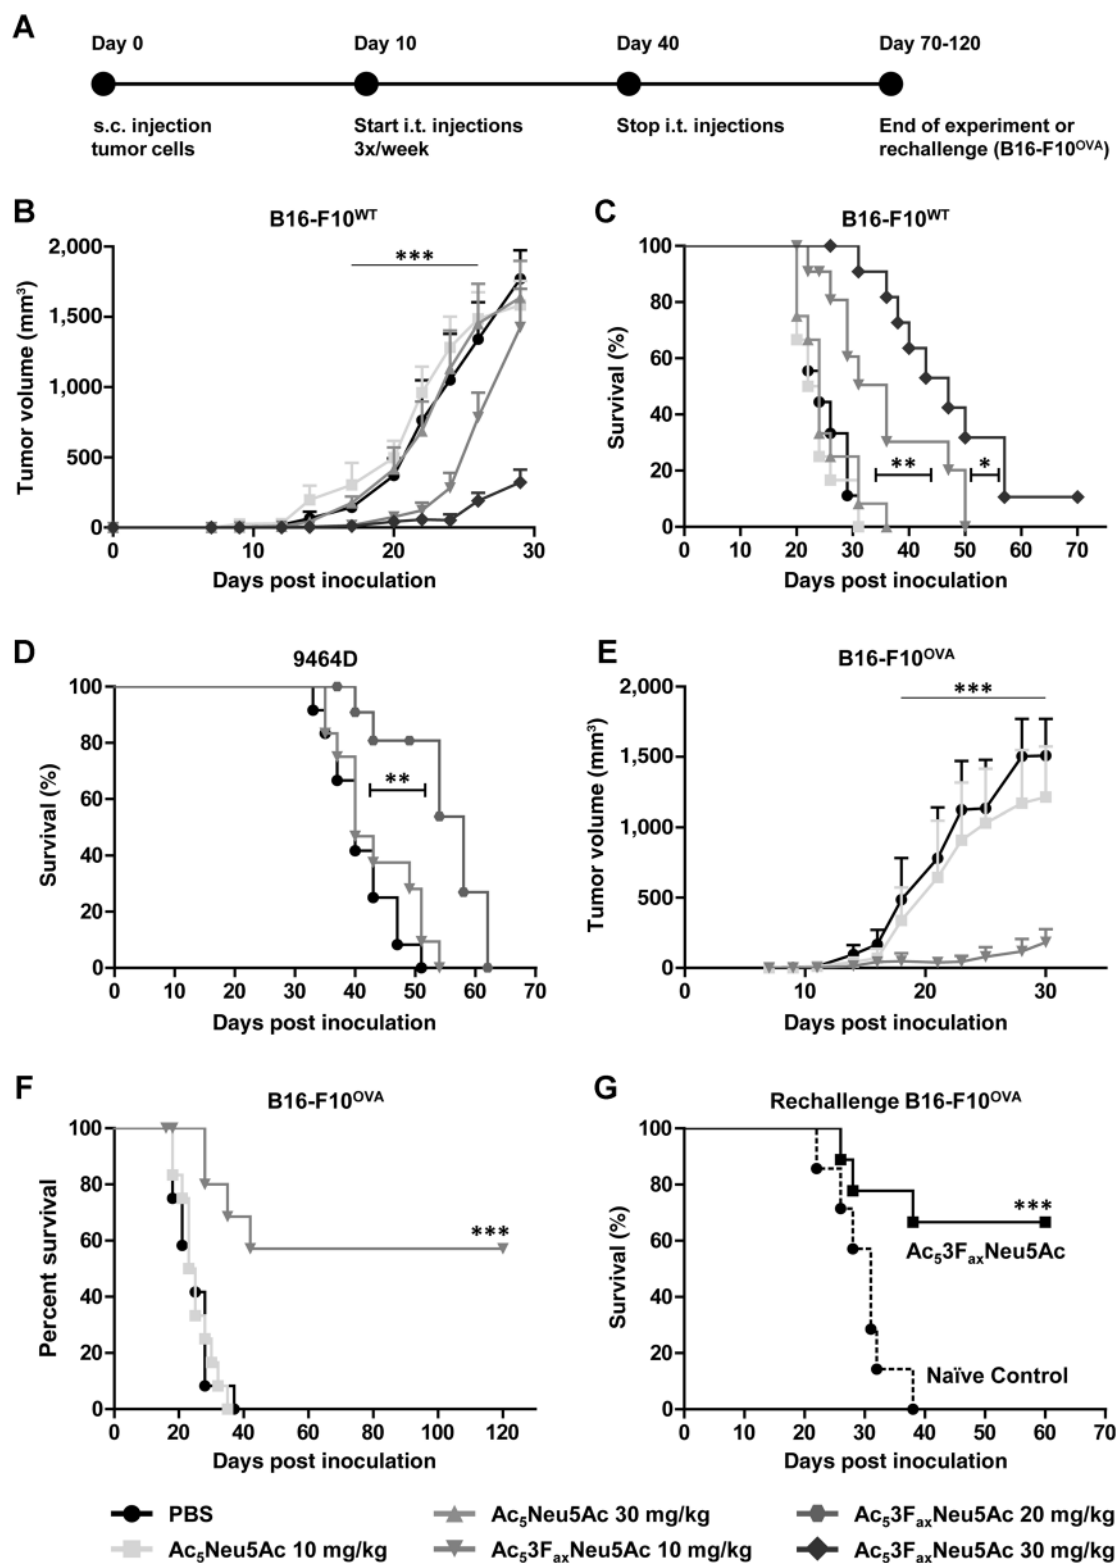 A
Day 0
Day 10
Day 40
Day 70-120
s.c. injection
tumor cells
Start i.t. injections
3x/week
Stop i.t. injections
End of experiment or
rechallenge (B16-F10OVA)
B
B16-F10WT
Tumor volume (mm³)
2,000
1,500
1,000
500
0
***
0 10 20 30
Days post inoculation
C
B16-F10WT
Survival (%)
100
80
60
40
20
0
**
*
0 10 20 30 40 50 60 70
Days post inoculation
D
9464D
Survival (%)
100
80
60
40
20
0
**
0 10 20 30 40 50 60 70
Days post inoculation
E
B16-F10OVA
Tumor volume (mm³)
2,000
1,500
1,000
500
0
***
0 10 20 30
Days post inoculation
F
B16-F10OVA
Percent survival
100
80
60
40
20
0
***
0 20 40 60 80 100 120
Days post inoculation
G
Rechallenge B16-F10OVA
Survival (%)
100
80
60
40
20
0
***
Ac₅3FaxNeu5Ac
Naïve Control
0 10 20 30 40 50 60
Days post inoculation
PBS
Ac₅Neu5Ac 10 mg/kg
Ac₅Neu5Ac 30 mg/kg
Ac₅3FaxNeu5Ac 10 mg/kg
Ac₅3FaxNeu5Ac 20 mg/kg
Ac₅3FaxNeu5Ac 30 mg/kg